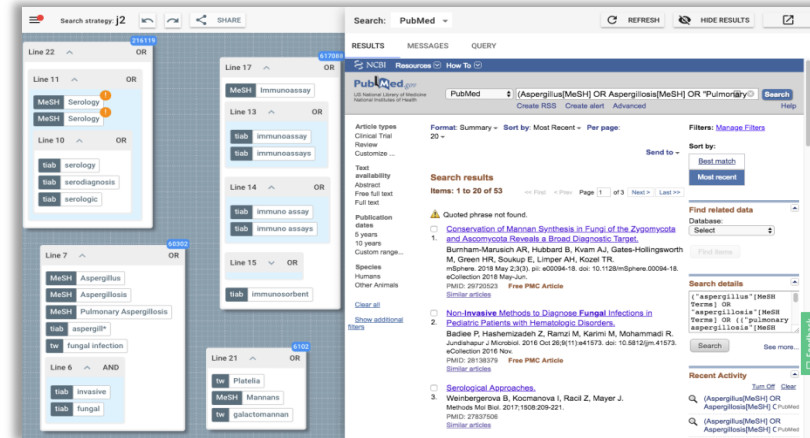 Search strategy: j2
SHARE
216119
Line 22 OR
Line 11 OR
MeSH Serology !
MeSH Serology !
Line 10 OR
tiab serology
tiab serodiagnosis
tiab serologic
617088
Line 17 OR
MeSH Immunoassay
Line 13 OR
tiab immunoassay
tiab immunoassays
Line 14 OR
tiab immuno assay
tiab immuno assays
Line 15 OR
tiab immunosorbent
60302
Line 7 OR
MeSH Aspergillus
MeSH Aspergillosis
MeSH Pulmonary Aspergillosis
tiab aspergill*
tw fungal infection
Line 6 AND
tiab invasive
tiab fungal
6102
Line 21 OR
tw Platelia
MeSH Mannans
tw galactomannan
Search: PubMed
REFRESH
HIDE RESULTS
RESULTS MESSAGES QUERY
NCBI Resources How To
PubMed.gov
US National Library of Medicine
National Institutes of Health
PubMed
(Aspergillus[MeSH] OR Aspergillosis[MeSH] OR "Pulmonary
Search
Create RSS Create alert Advanced
Help
Article types
Clinical Trial
Review
Customize ...
Text
availability
Abstract
Free full text
Full text
Publication
dates
5 years
10 years
Custom range...
Species
Humans
Other Animals
Clear all
Show additional
filters
Format: Summary Sort by: Most Recent Per page:
20
Send to
Search results
Items: 1 to 20 of 53
<< First < Prev Page 1 of 3 Next > Last >>
Quoted phrase not found.
Conservation of Mannan Synthesis in Fungi of the Zygomycota
1. and Ascomycota Reveals a Broad Diagnostic Target.
Burnham-Marusich AR, Hubbard B, Kvam AJ, Gates-Hollingsworth
M, Green HR, Soukup E, Limper AH, Kozel TR.
mSphere. 2018 May 2;3(3). pii: e00094-18. doi: 10.1128/mSphere.00094-18.
eCollection 2018 May-Jun.
PMID: 29720523 Free PMC Article
Similar articles
Non-Invasive Methods to Diagnose Fungal Infections in
2. Pediatric Patients with Hematologic Disorders.
Badiee P, Hashemizadeh Z, Ramzi M, Karimi M, Mohammadi R.
Jundishapur J Microbiol. 2016 Oct 26;9(11):e41573. doi: 10.5812/jjm.41573.
eCollection 2016 Nov.
PMID: 28138379 Free PMC Article
Similar articles
Serological Approaches.
3. Weinbergerova B, Kocmanova I, Racil Z, Mayer J.
Methods Mol Biol. 2017;1508:209-221.
PMID: 27837506
Similar articles
Filters: Manage Filters
Sort by:
Best match
Most recent
Find related data
Database:
Select
Find items
Search details
("aspergillus"[MeSH
Terms] OR
"aspergillosis"[MeSH
Terms] OR (("pulmonary
aspergillosis"[MeSH
Search
See more...
Recent Activity
Turn Off Clear
(Aspergillus[MeSH] OR
Aspergillosis[MeSH] C PubMed
(Aspergillus[MeSH] OR
Aspergillosis[MeSH] C PubMed
Feedback